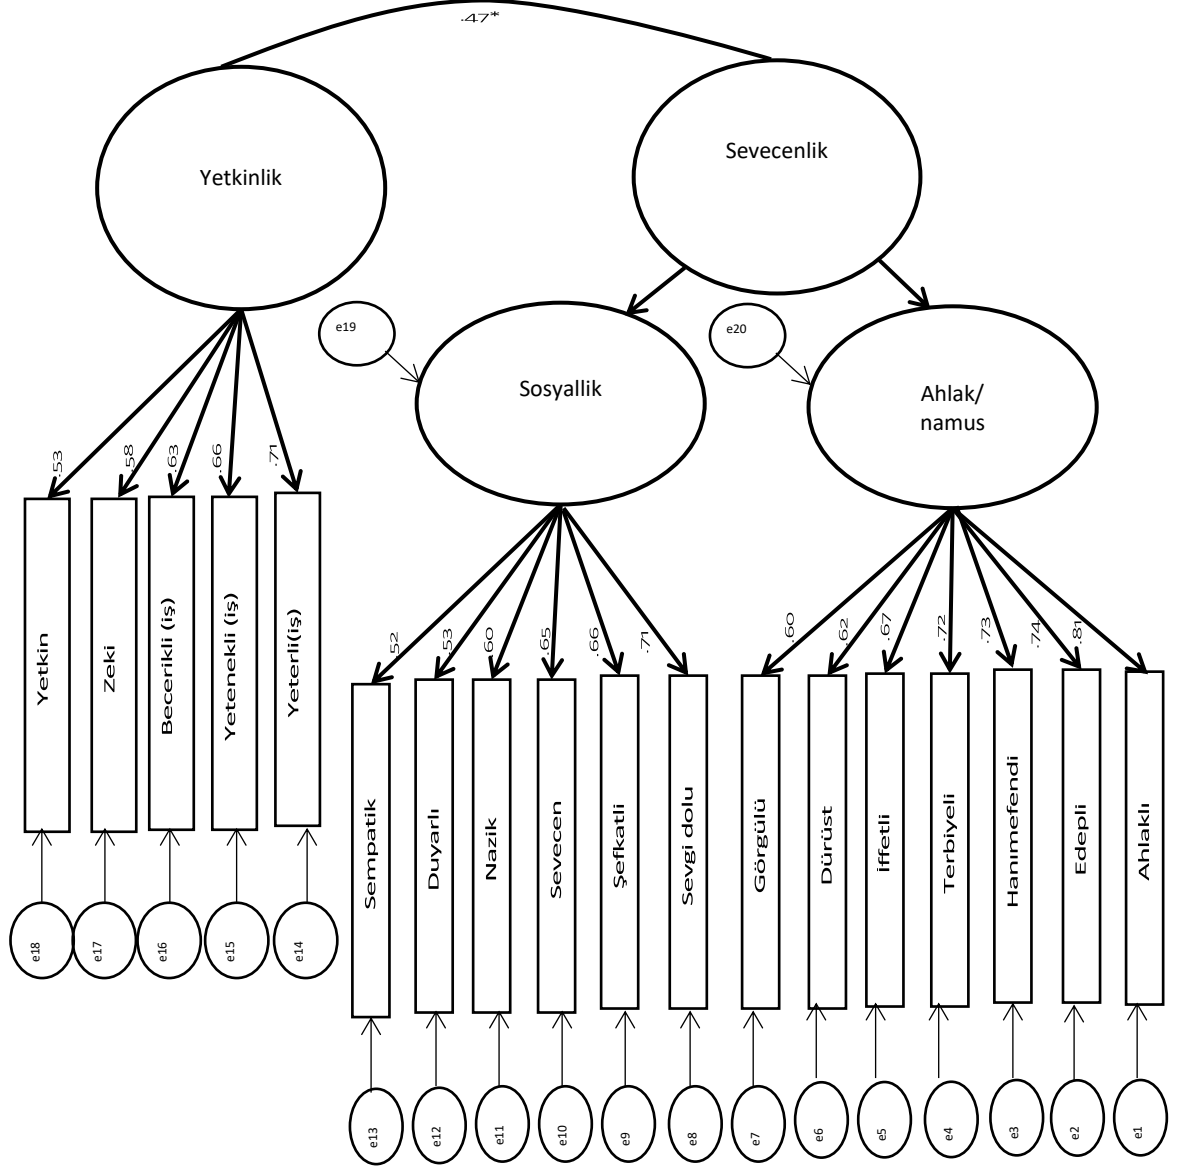 .47*
Yetkinlik
Sevecenlik
e19
e20
Sosyallik
Ahlak/
namus
.53
.58
.63
.66
.71
Yetkin
Zeki
Becerikli (iş)
Yetenekli (iş)
Yeterli(iş)
.52
.53
.60
.65
.66
.71
.60
.62
.67
.72
.73
.74
.81
Sempatik
Duyarlı
Nazik
Sevecen
Şefkatli
Sevgi dolu
Görgülü
Dürüst
İffetli
Terbiyeli
Hanımefendi
Edepli
Ahlaklı
e18
e17
e16
e15
e14
e13
e12
e11
e10
e9
e8
e7
e6
e5
e4
e3
e2
e1